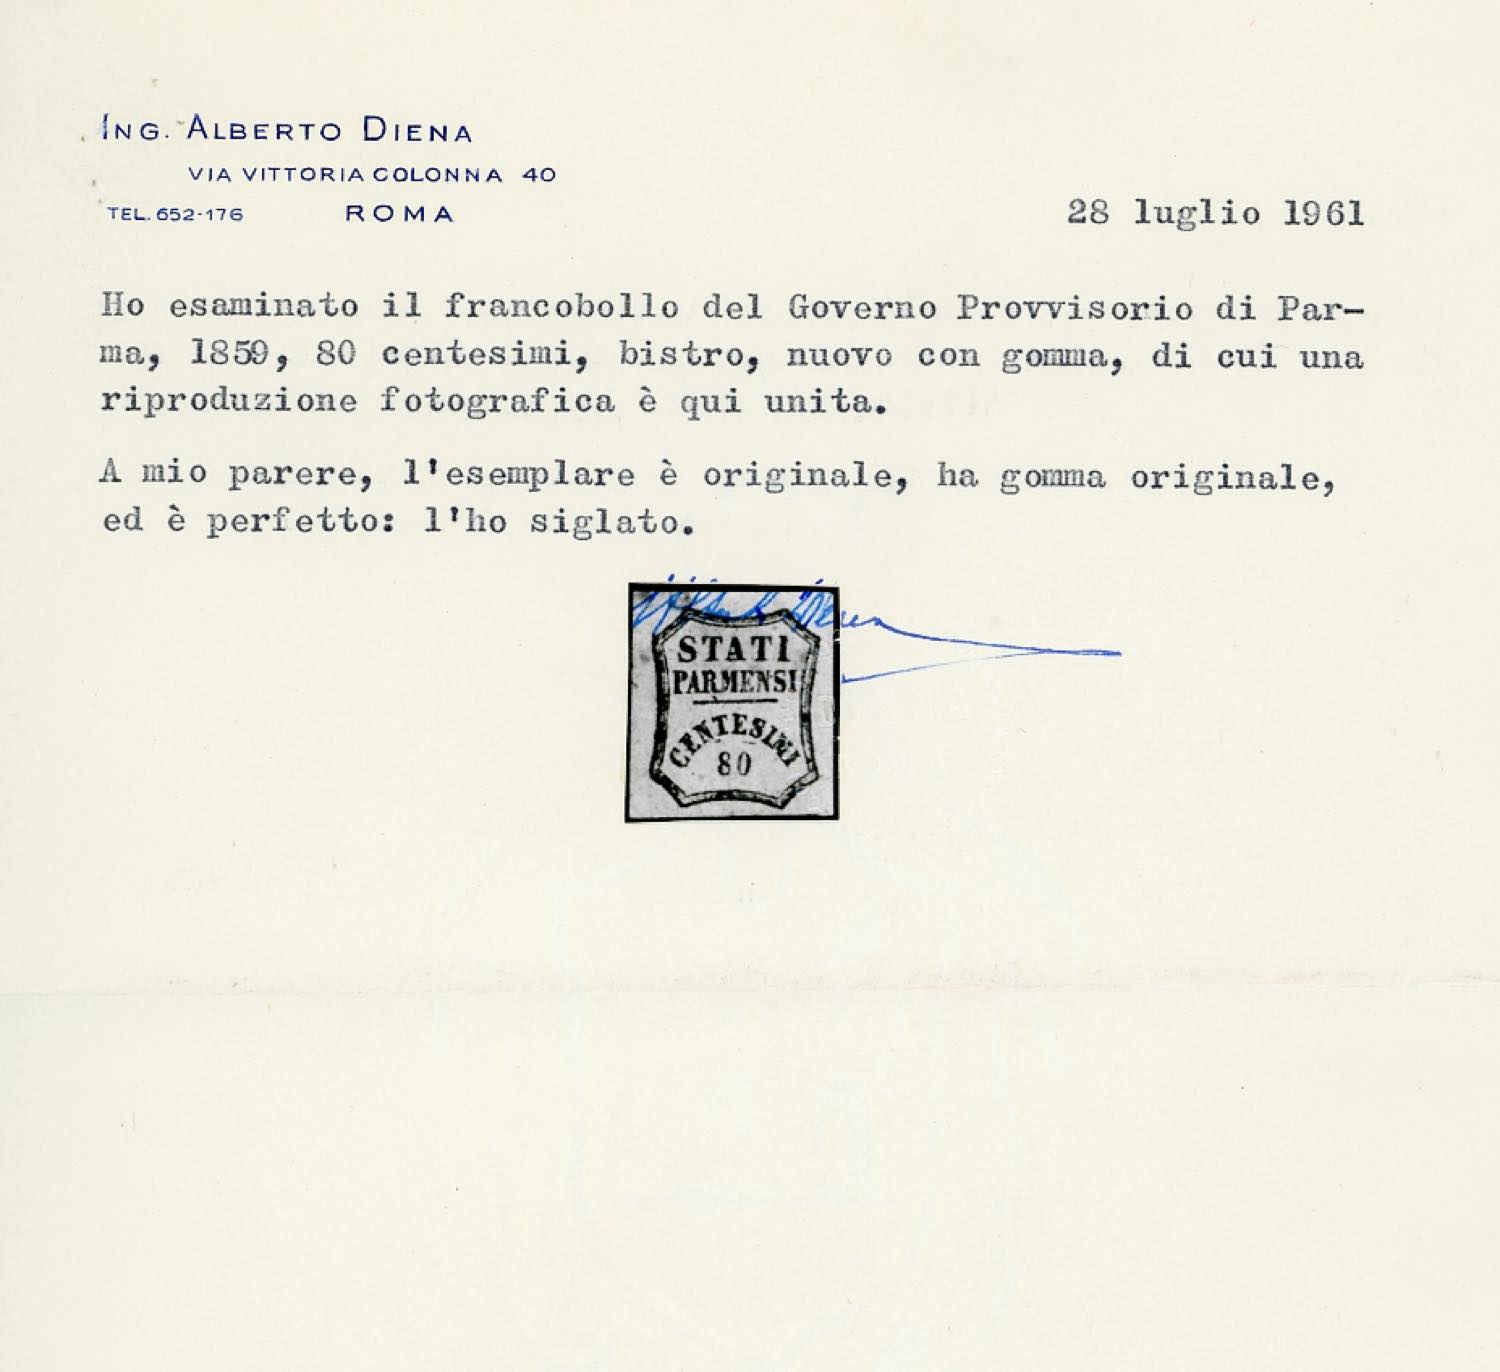 ING. ALBERTO DIENA
VIA VITTORIA COLONNA 40
TEL. 652-176 ROMA
28 luglio 1961
Ho esaminato il francobollo del Governo Provvisorio di Par-
ma, 1859, 80 centesimi, bistro, nuovo con gomma, di cui una
riproduzione fotografica è qui unita.
A mio parere, l'esemplare è originale, ha gomma originale,
ed è perfetto: l'ho siglato.
Alberto Diena
STATI
PARMENSI
CENTESIMI
80